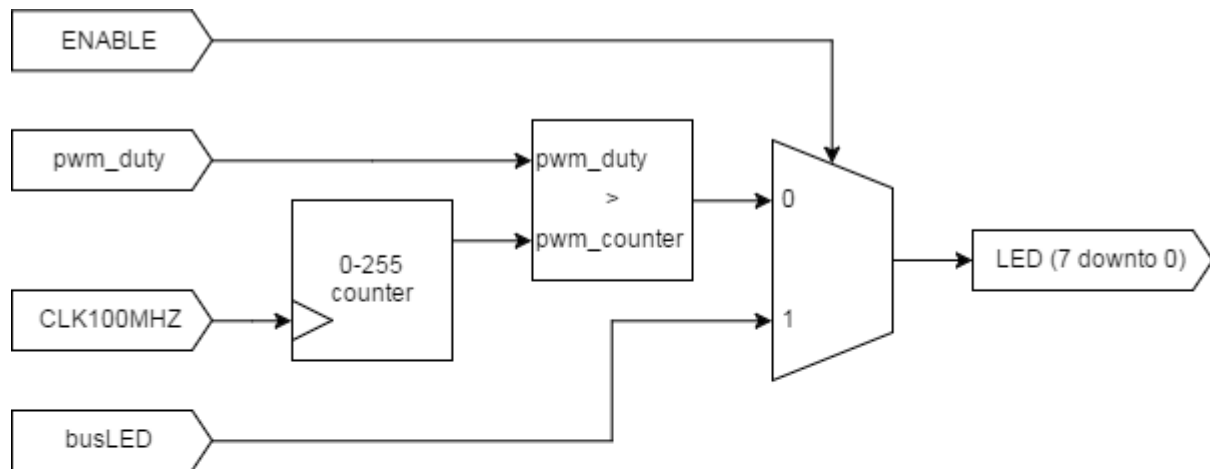 ENABLE
pwm_duty
pwm_duty
>
pwm_counter
0
0-255
counter
LED (7 downto 0)
CLK100MHZ
1
busLED